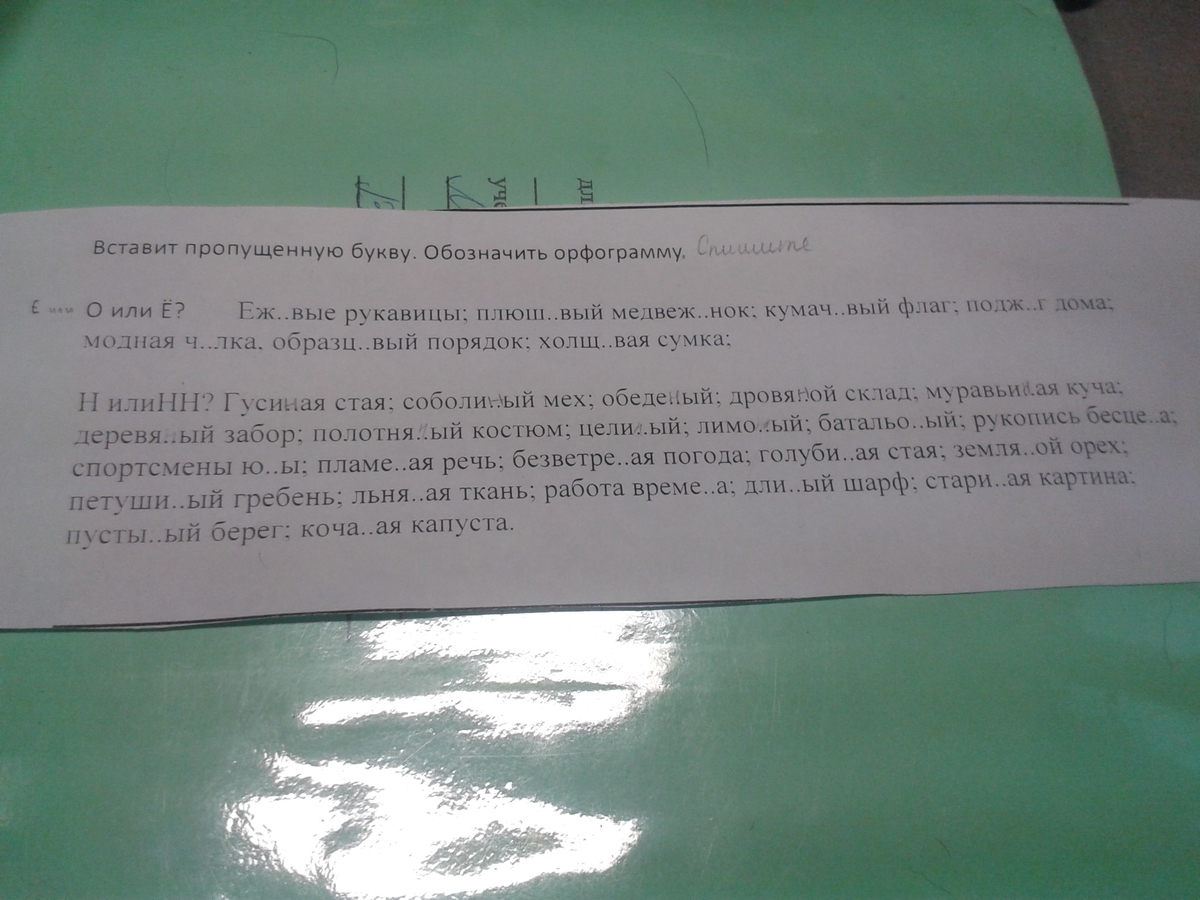 Вставит пропущенную букву. Обозначить орфограмму. Спишите
Е или О или Ё? Еж..вые рукавицы; плюш..вый медвеж..нок; кумач..вый флаг; подж..г дома;
модная ч..лка, образц..вый порядок; холщ..вая сумка;
Н илиНН? Гусиная стая; соболиный мех; обеденый; дровяной склад; муравьин.ая куча;
деревя..ый забор; полотня..ый костюм; цели..ый; лимо..ый; батальо..ый; рукопись бесце..а;
спортсмены ю..ы; пламе..ая речь; безветре..ая погода; голуби..ая стая; земля..ой орех;
петуши..ый гребень; льня..ая ткань; работа време..а; дли..ый шарф; стари..ая картина;
пусты..ый берег; коча..ая капуста.